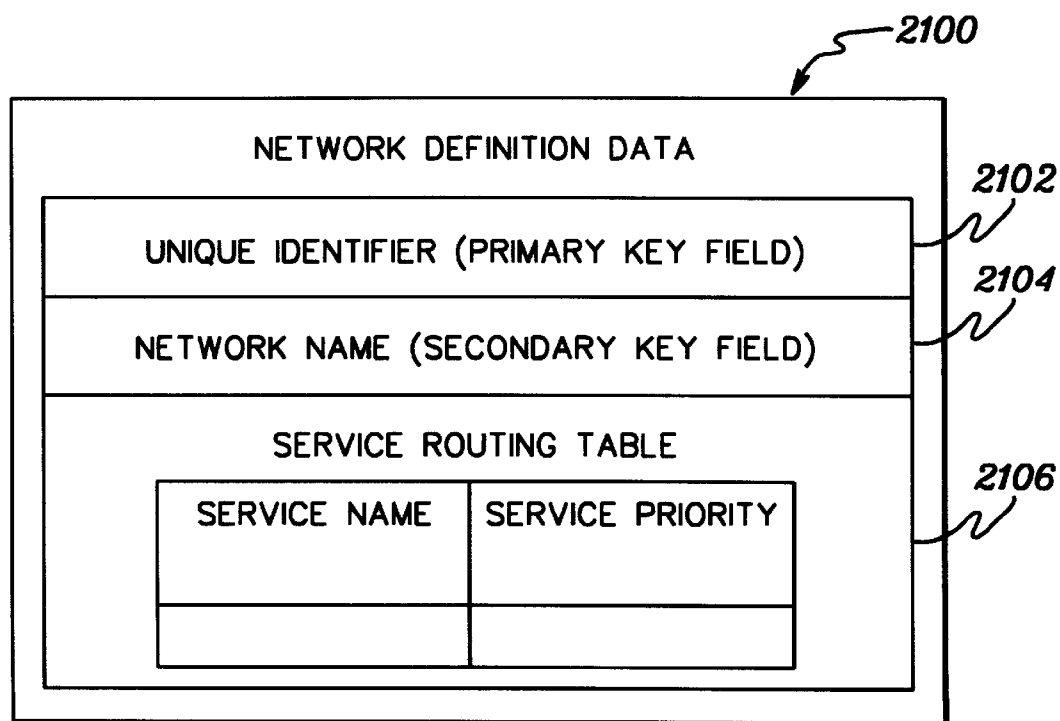 2100
NETWORK DEFINITION DATA
2102
UNIQUE IDENTIFIER (PRIMARY KEY FIELD)
2104
NETWORK NAME (SECONDARY KEY FIELD)
SERVICE ROUTING TABLE
2106
SERVICE NAME
SERVICE PRIORITY